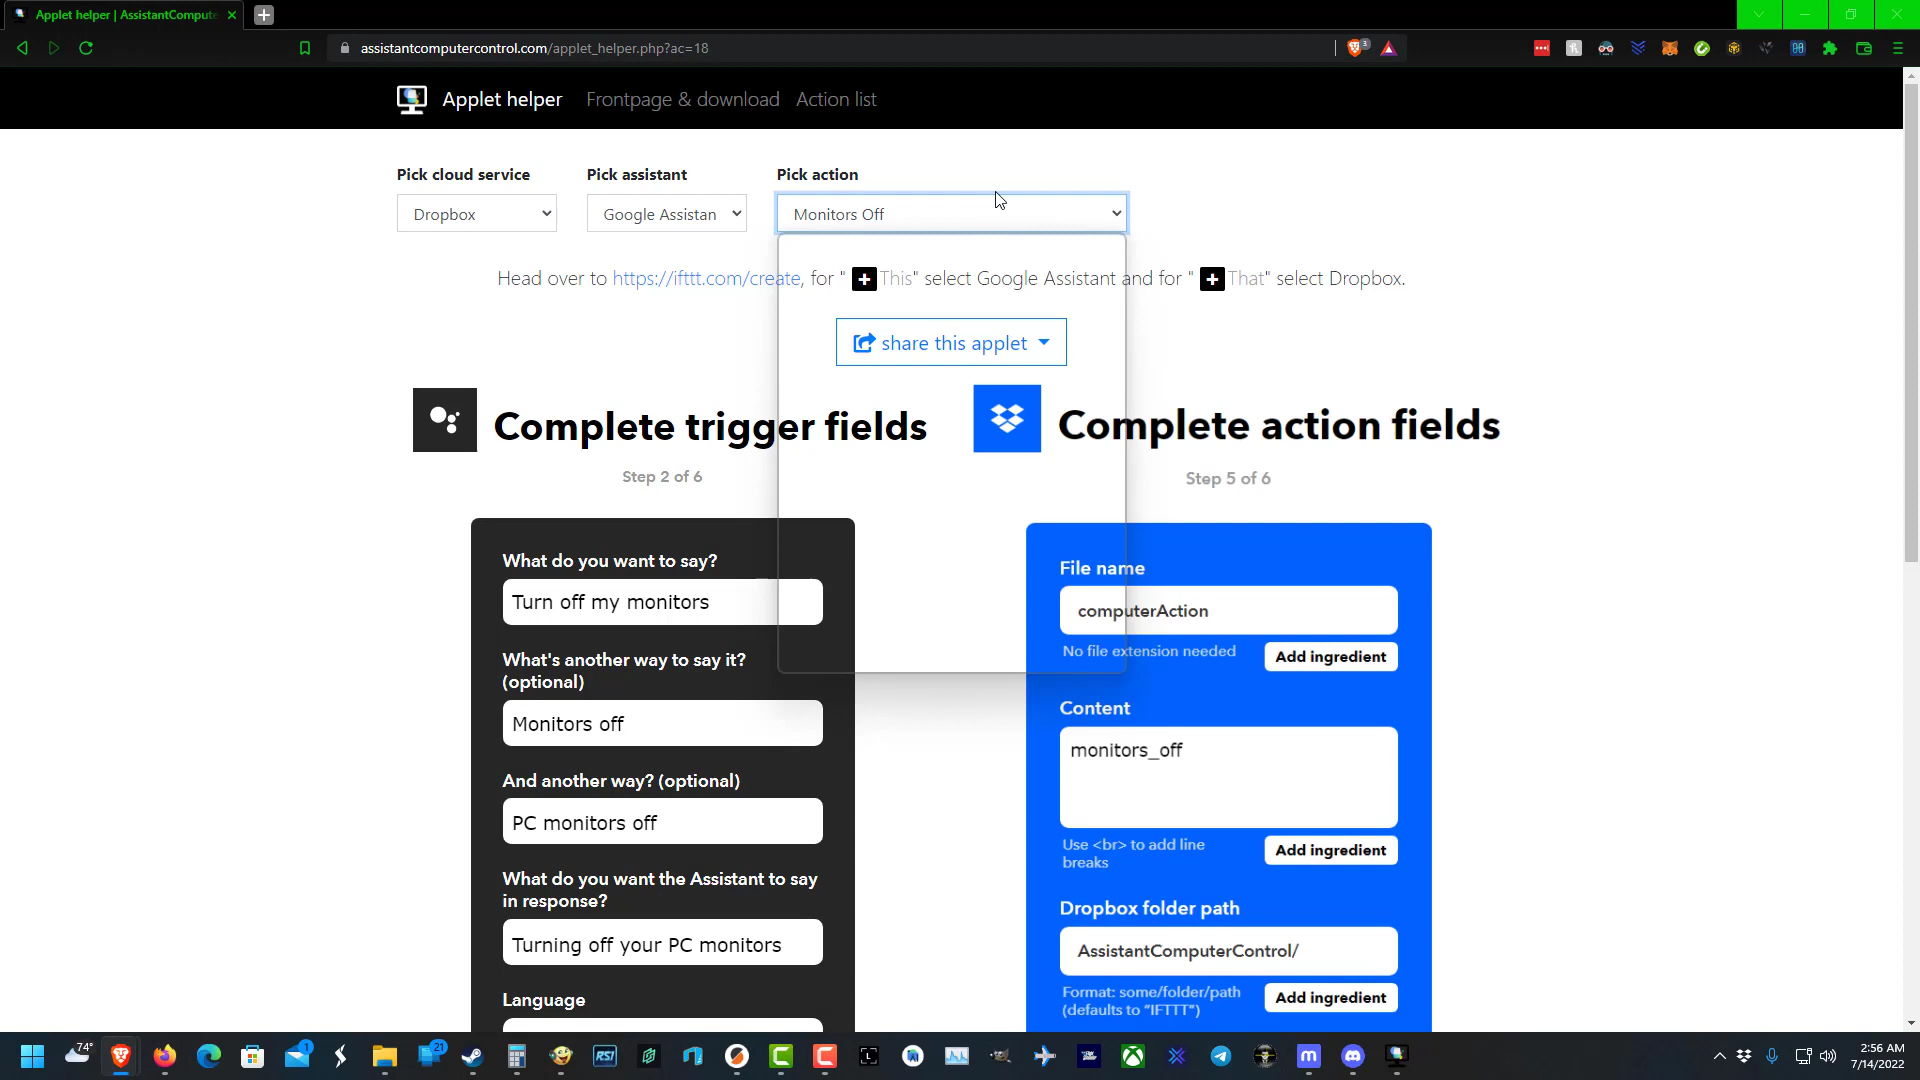 Applet helper | AssistantCompute
assistantcomputercontrol.com/applet_helper.php?ac=18
3
Applet helper
Frontpage & download
Action list
Pick cloud service
Pick assistant
Pick action
Dropbox
Google Assistan
Monitors Off
Head over to https://ifttt.com/create, for " + This" select Google Assistant and for " + That" select Dropbox.
share this applet
Complete trigger fields
Step 2 of 6
What do you want to say?
Turn off my monitors
What's another way to say it?
(optional)
Monitors off
And another way? (optional)
PC monitors off
What do you want the Assistant to say
in response?
Turning off your PC monitors
Language
Complete action fields
Step 5 of 6
File name
computerAction
No file extension needed
Add ingredient
Content
monitors_off
Use <br> to add line
breaks
Add ingredient
Dropbox folder path
AssistantComputerControl/
Format: some/folder/path
(defaults to "IFTTT")
Add ingredient
74°
1
21
RSI
2:56 AM
7/14/2022